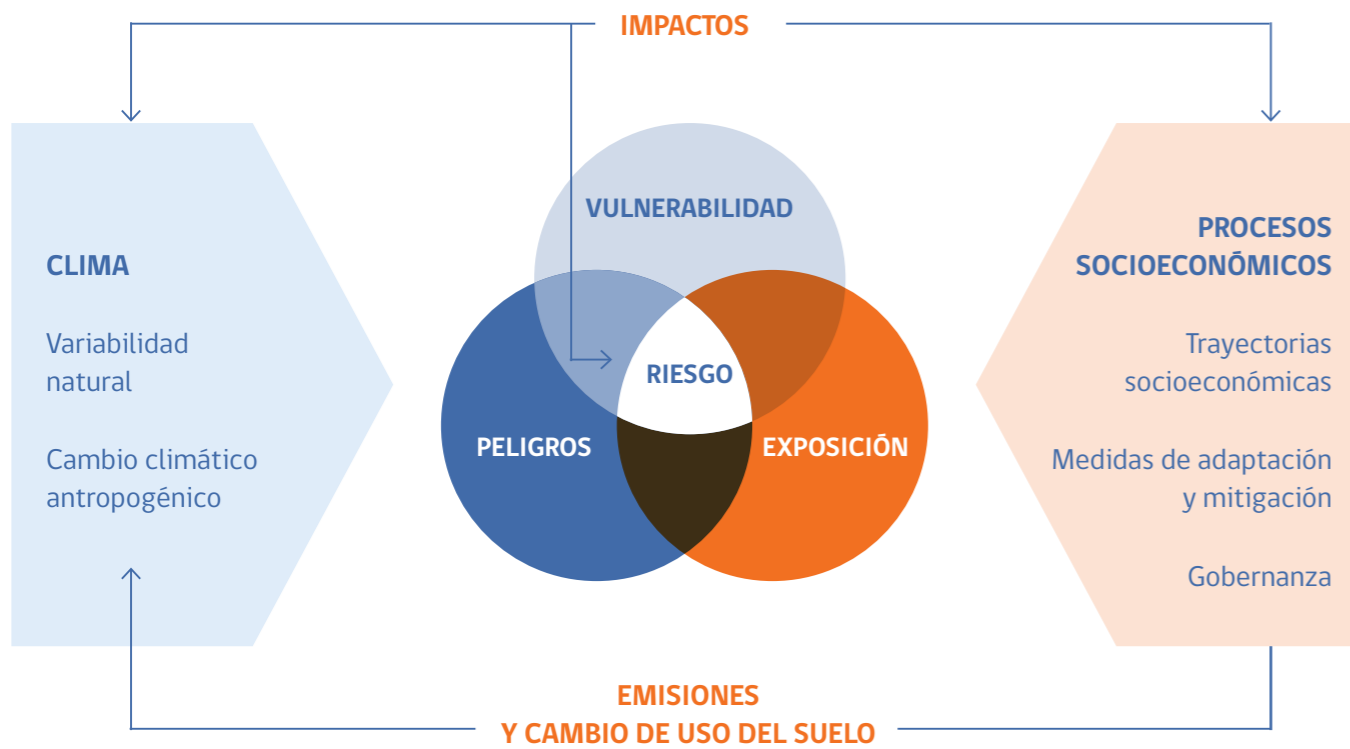 IMPACTOS
CLIMA
Variabilidad
natural
Cambio climático
antropogénico
VULNERABILIDAD
RIESGO
PELIGROS
EXPOSICIÓN
PROCESOS
SOCIOECONÓMICOS
Trayectorias
socioeconómicas
Medidas de adaptación
y mitigación
Gobernanza
EMISIONES
Y CAMBIO DE USO DEL SUELO